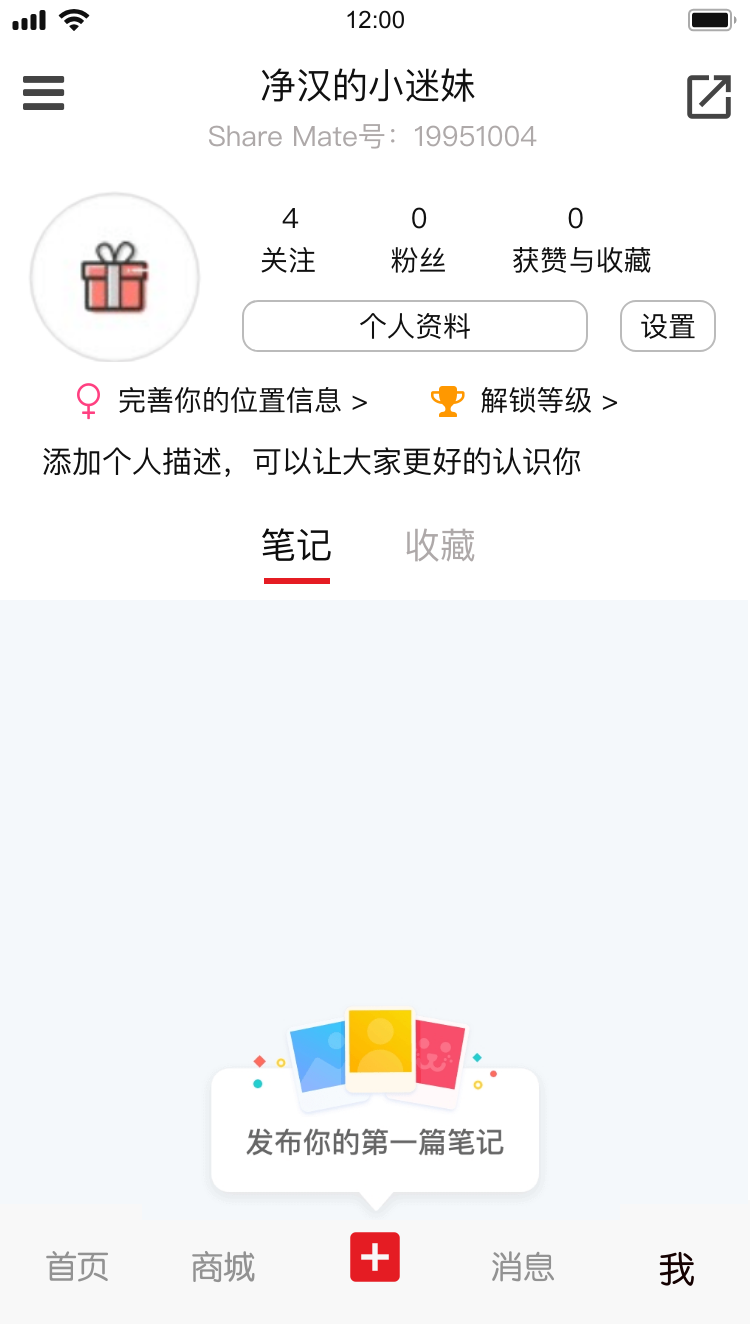 12:00
净汉的小迷妹
Share Mate号：19951004
4 0 0
关注 粉丝 获赞与收藏
个人资料 设置
完善你的位置信息 > 解锁等级 >
添加个人描述，可以让大家更好的认识你
笔记 收藏
发布你的第一篇笔记
首页 商城 消息 我